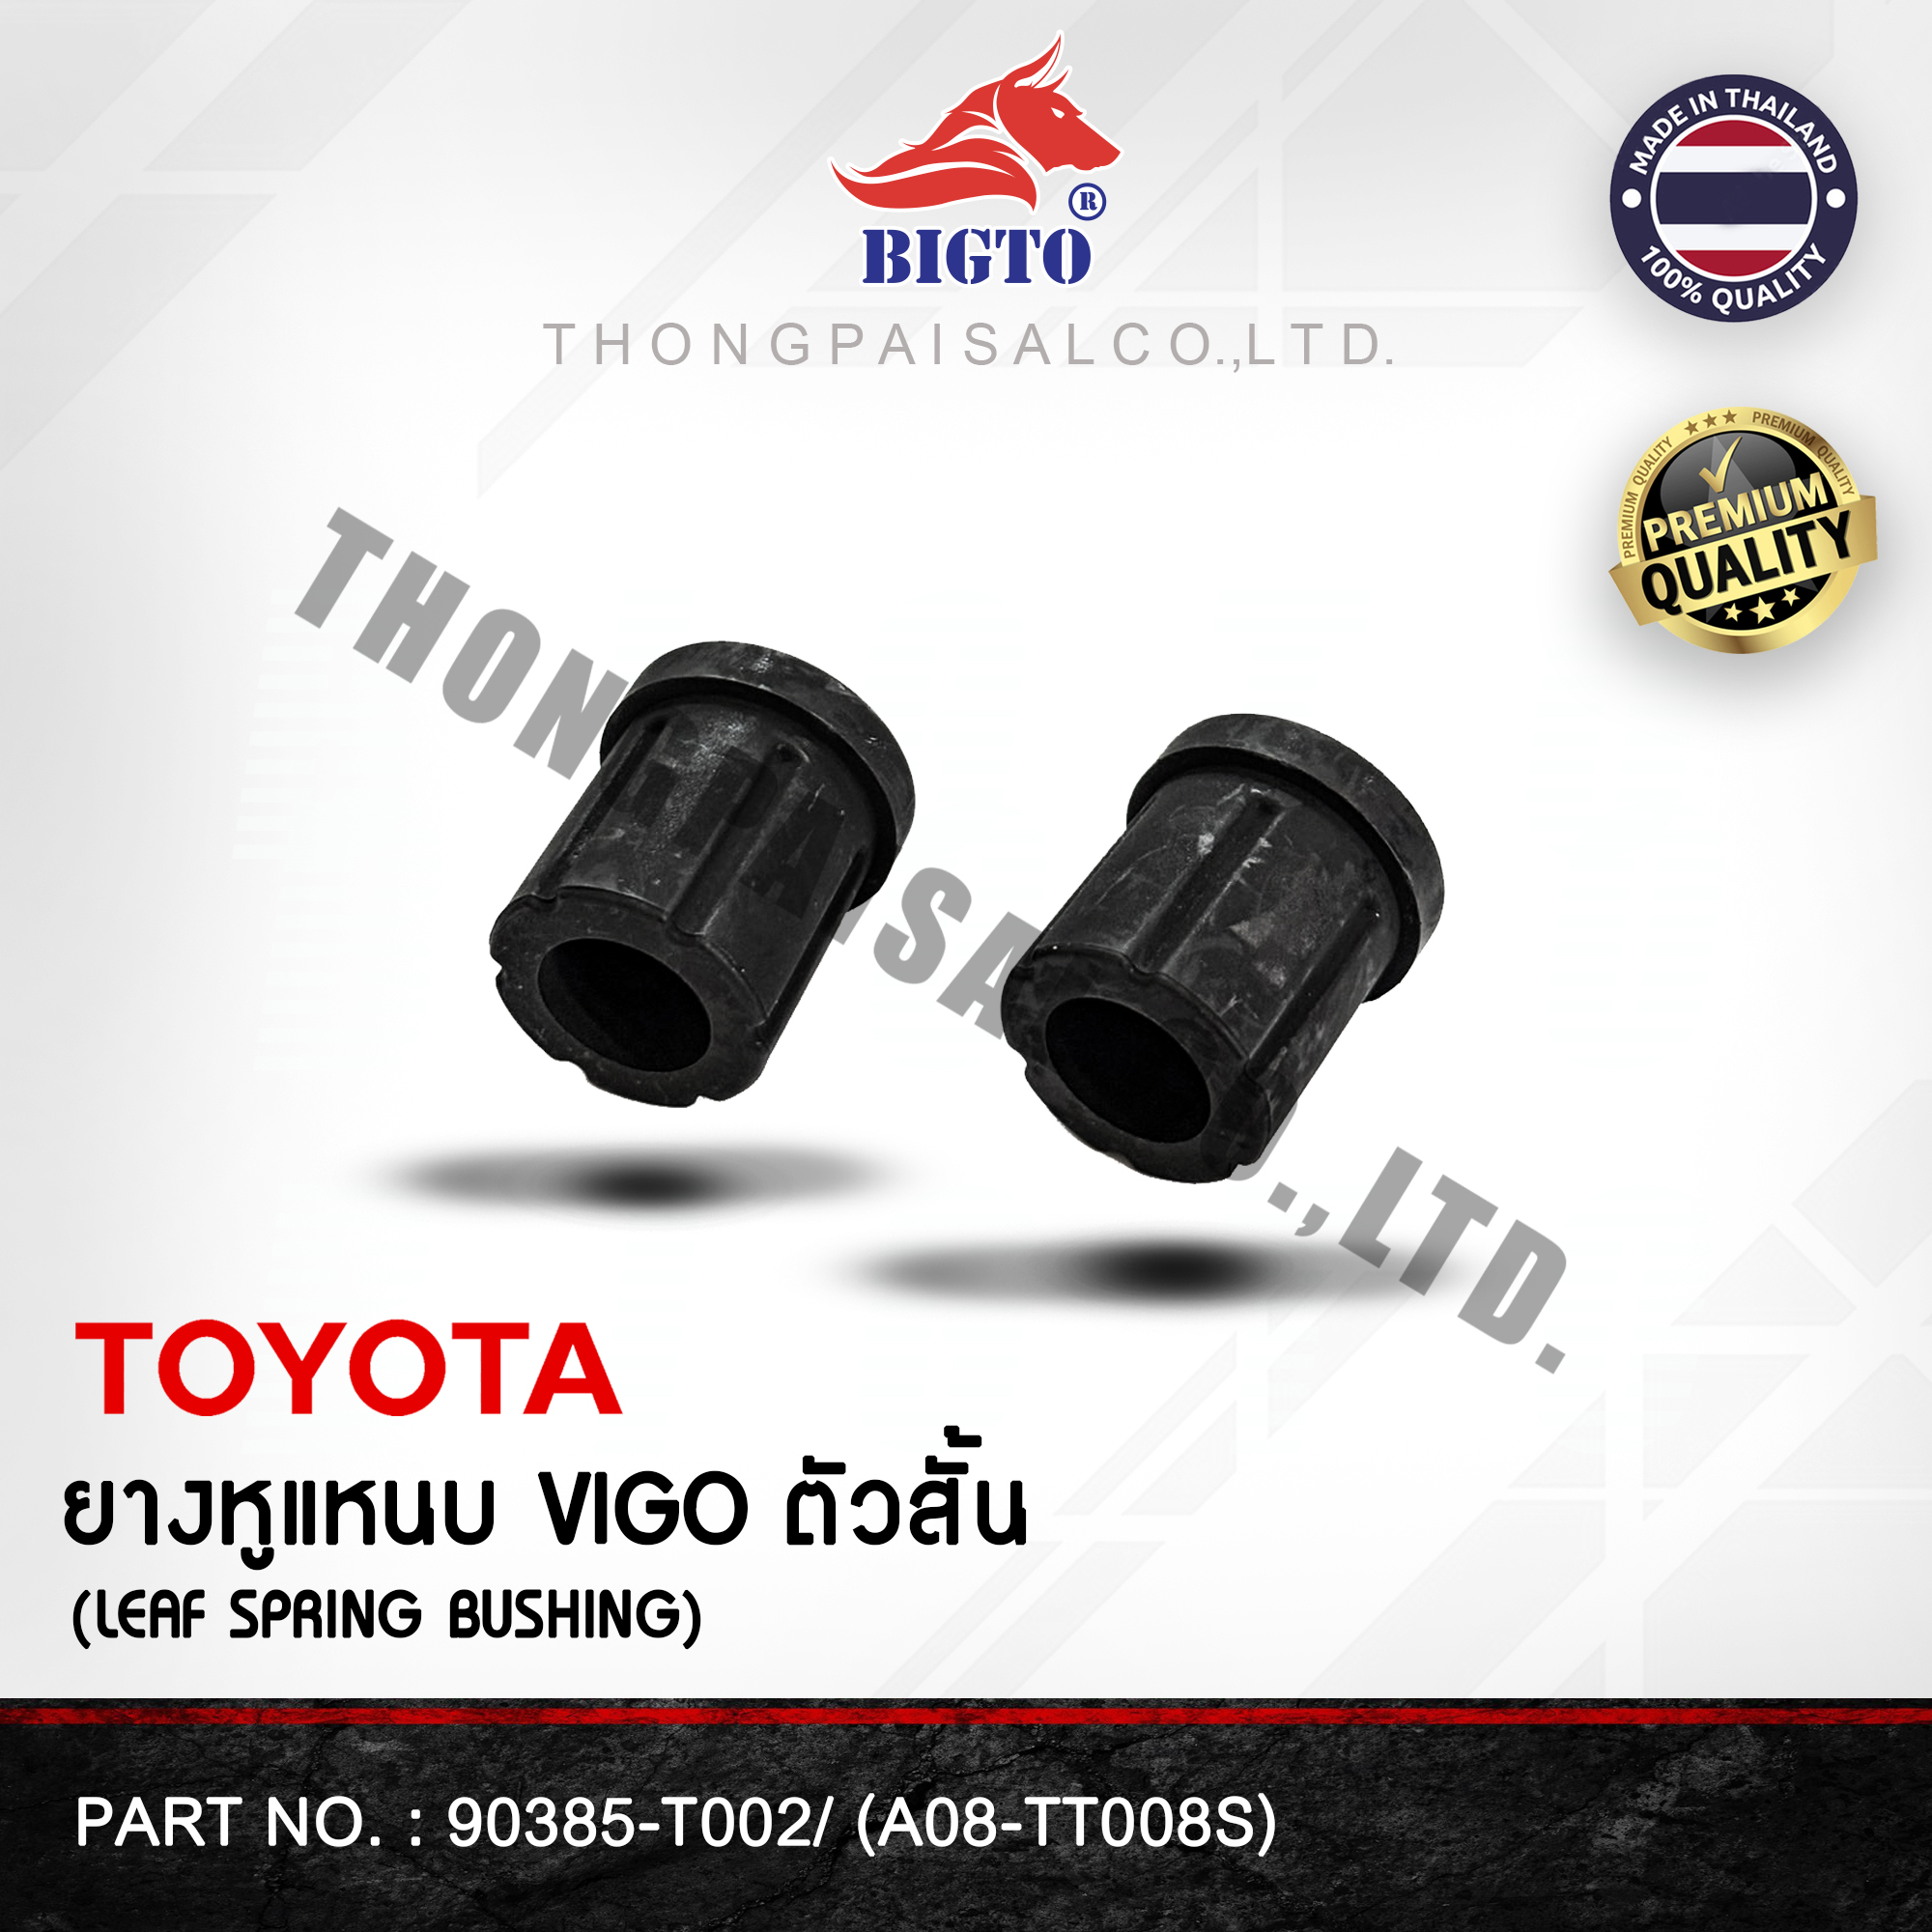 BIGTO ®
THONGPAISALCO.,LTD.
MADE IN THAILAND
100% QUALITY
PREMIUM QUALITY ★★★ PREMIUM QUALITY
PREMIUM
QUALITY
THONGPAISALCO.,LTD.
TOYOTA
ยางหูแหนบ VIGO ตัวสั้น
(LEAF SPRING BUSHING)
PART NO. : 90385-T002/ (A08-TT008S)